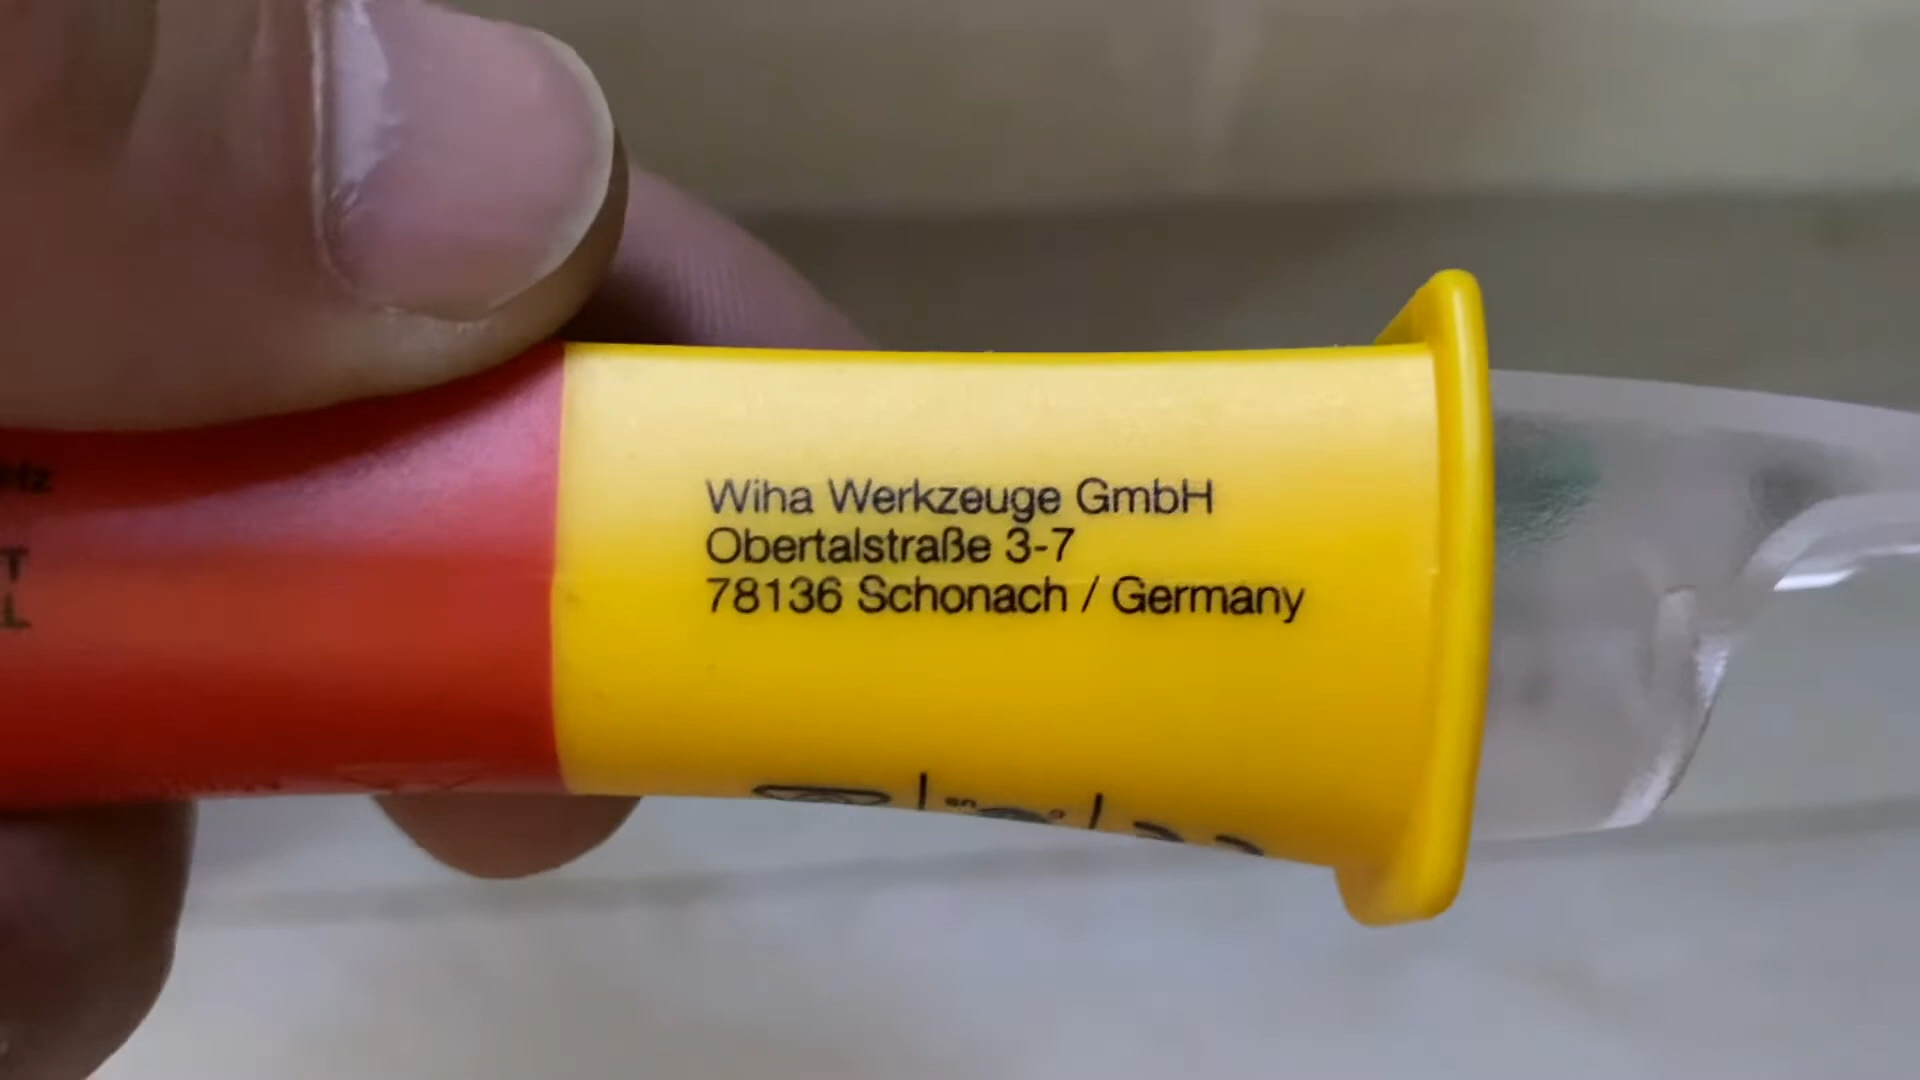 Wiha Werkzeuge GmbH
Obertalstraße 3-7
78136 Schonach / Germany